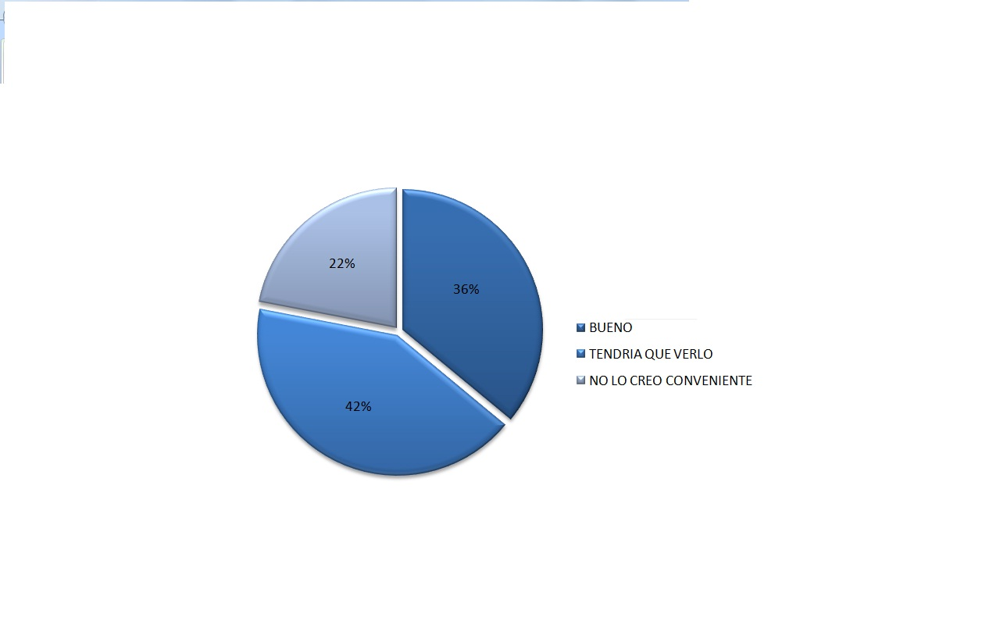 22%
36%
42%
BUENO
TENDRIA QUE VERLO
NO LO CREO CONVENIENTE